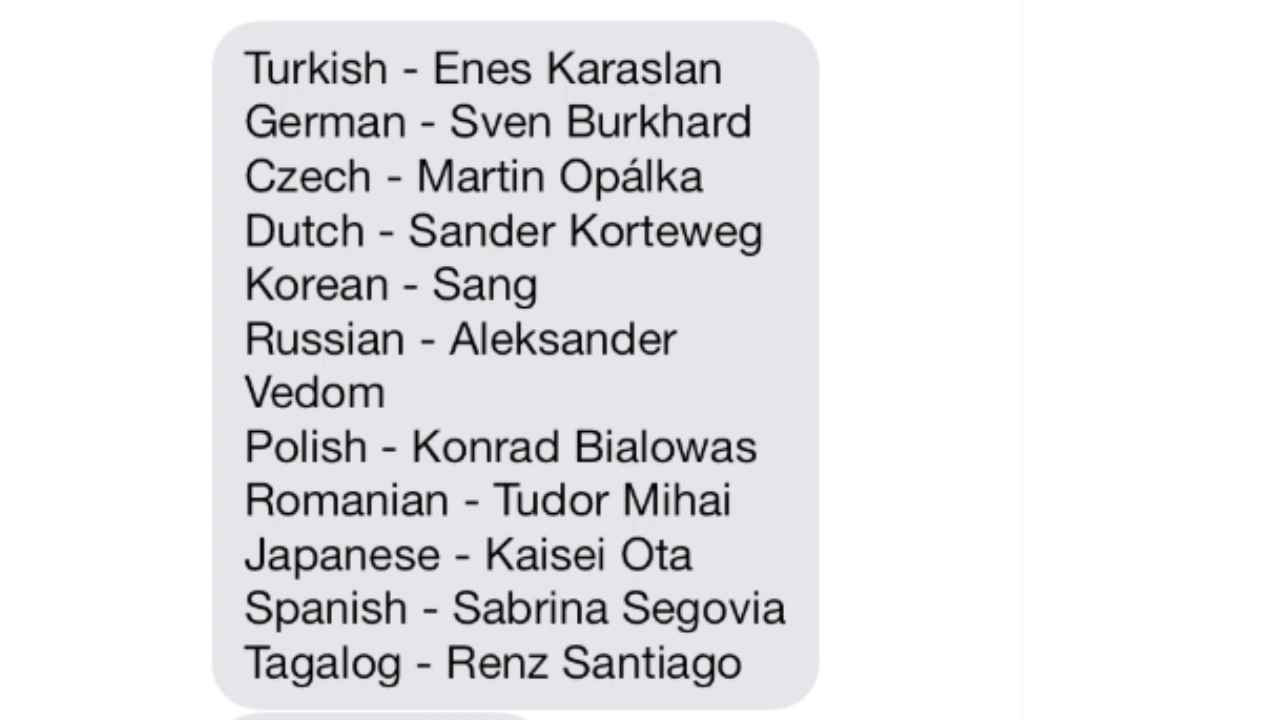 Turkish - Enes Karaslan
German - Sven Burkhard
Czech - Martin Opálka
Dutch - Sander Korteweg
Korean - Sang
Russian - Aleksander
Vedom
Polish - Konrad Bialowas
Romanian - Tudor Mihai
Japanese - Kaisei Ota
Spanish - Sabrina Segovia
Tagalog - Renz Santiago